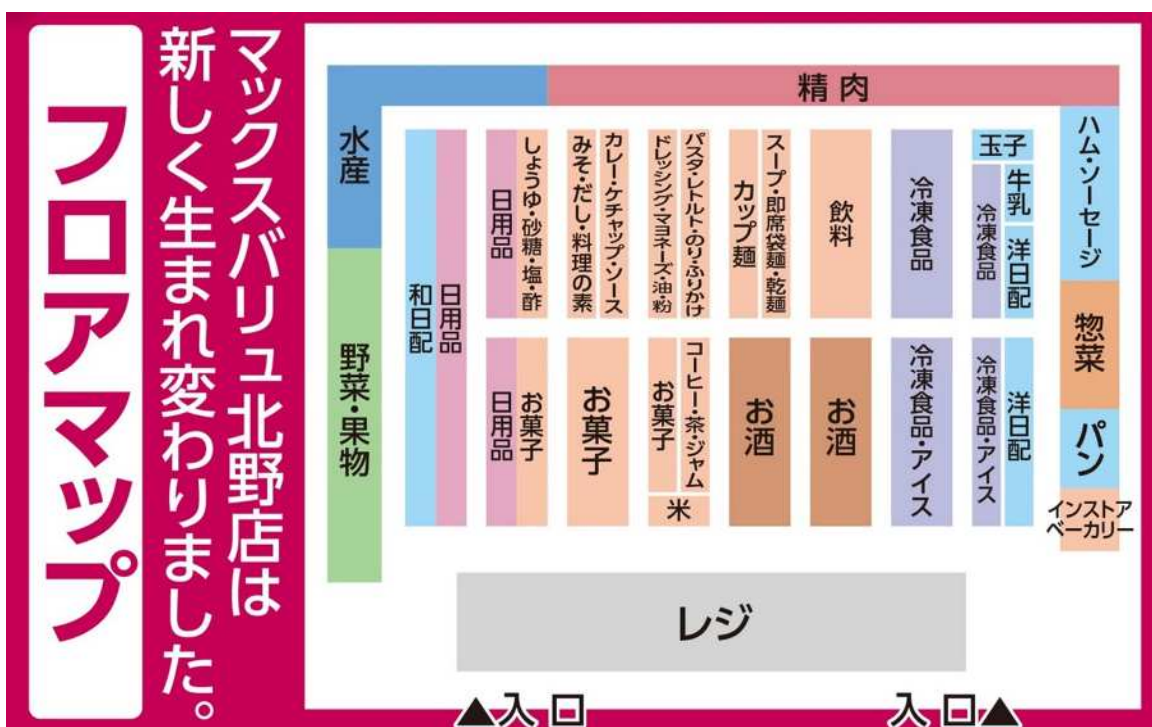 フロアマップ
マックスバリュ北野店は
新しく生まれ変わりました。
精肉
水産
野菜・果物
和日配
日用品
日用品
しょうゆ・砂糖・塩・酢
みそ・だし・料理の素
カレー・ケチャップ・ソース
ドレッシング・マヨネーズ・油・粉
パスタ・レトルト・のり・ふりかけ
カップ麺
スープ・即席袋麺・乾麺
飲料
冷凍食品
玉子
冷凍食品
牛乳
洋日配
ハム・ソーセージ
惣菜
パン
インストア
ベーカリー
日用品
お菓子
お菓子
お菓子
コーヒー・茶・ジャム
米
お酒
お酒
冷凍食品・アイス
冷凍食品・アイス
洋日配
レジ
▲入口
入口▲